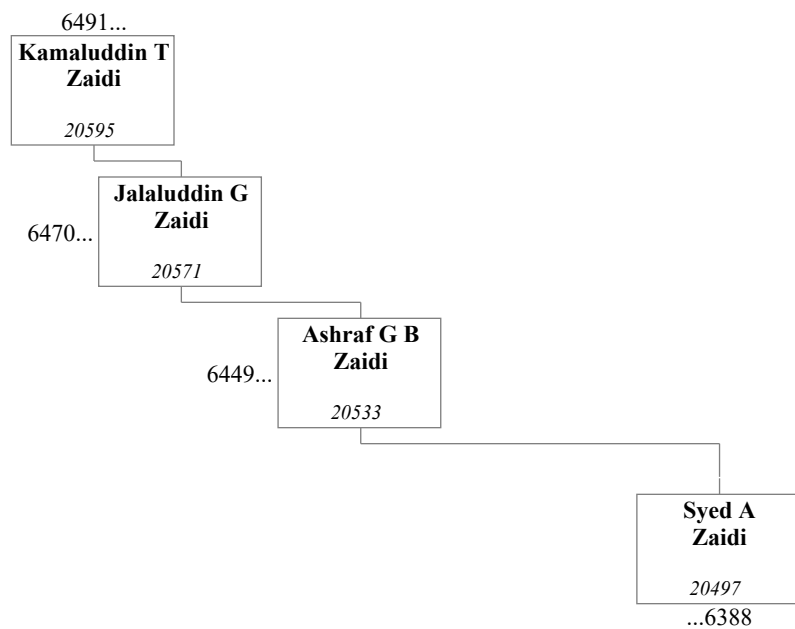 6491...
Kamaluddin T
Zaidi
20595
Jalaluddin G
Zaidi
6470...
20571
Ashraf G B
Zaidi
6449...
20533
Syed A
Zaidi
20497
...6388